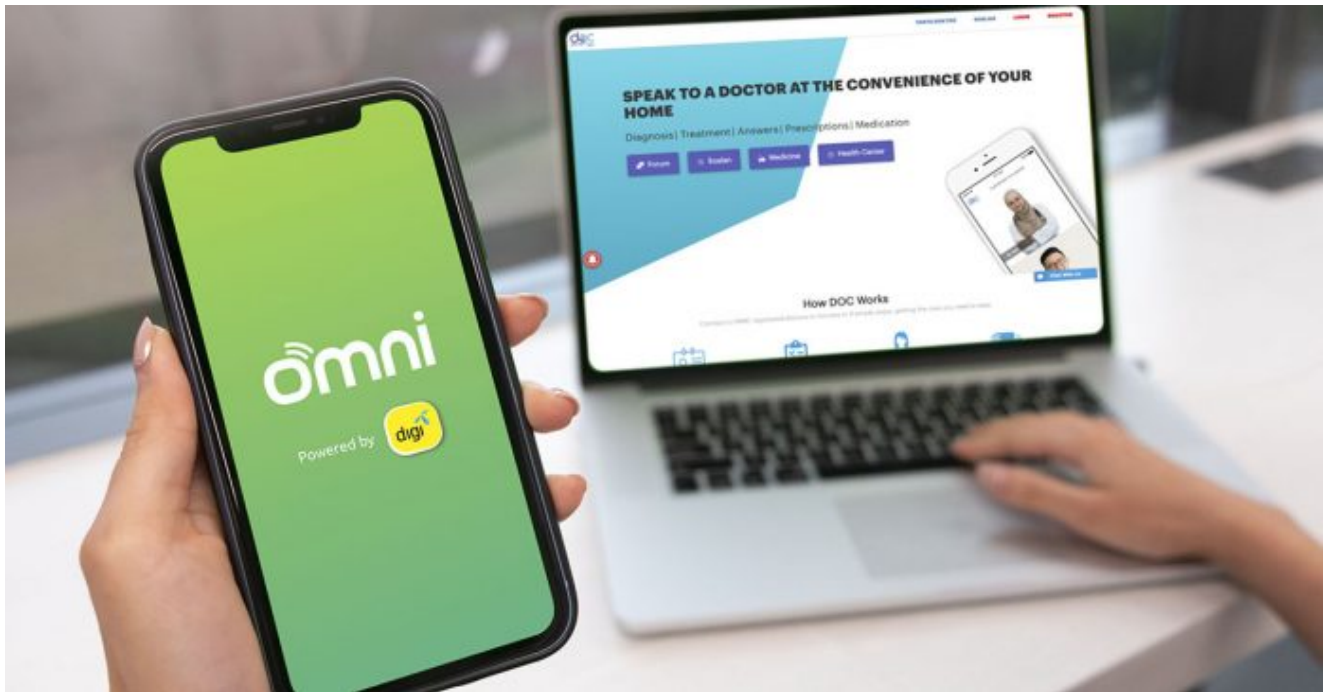 omni
Powered by digi
doc
SPEAK TO A DOCTOR AT THE CONVENIENCE OF YOUR
HOME
Diagnosis| Treatment| Answers| Prescriptions| Medication
Forum
Medicine
Health Center
How DOC Works